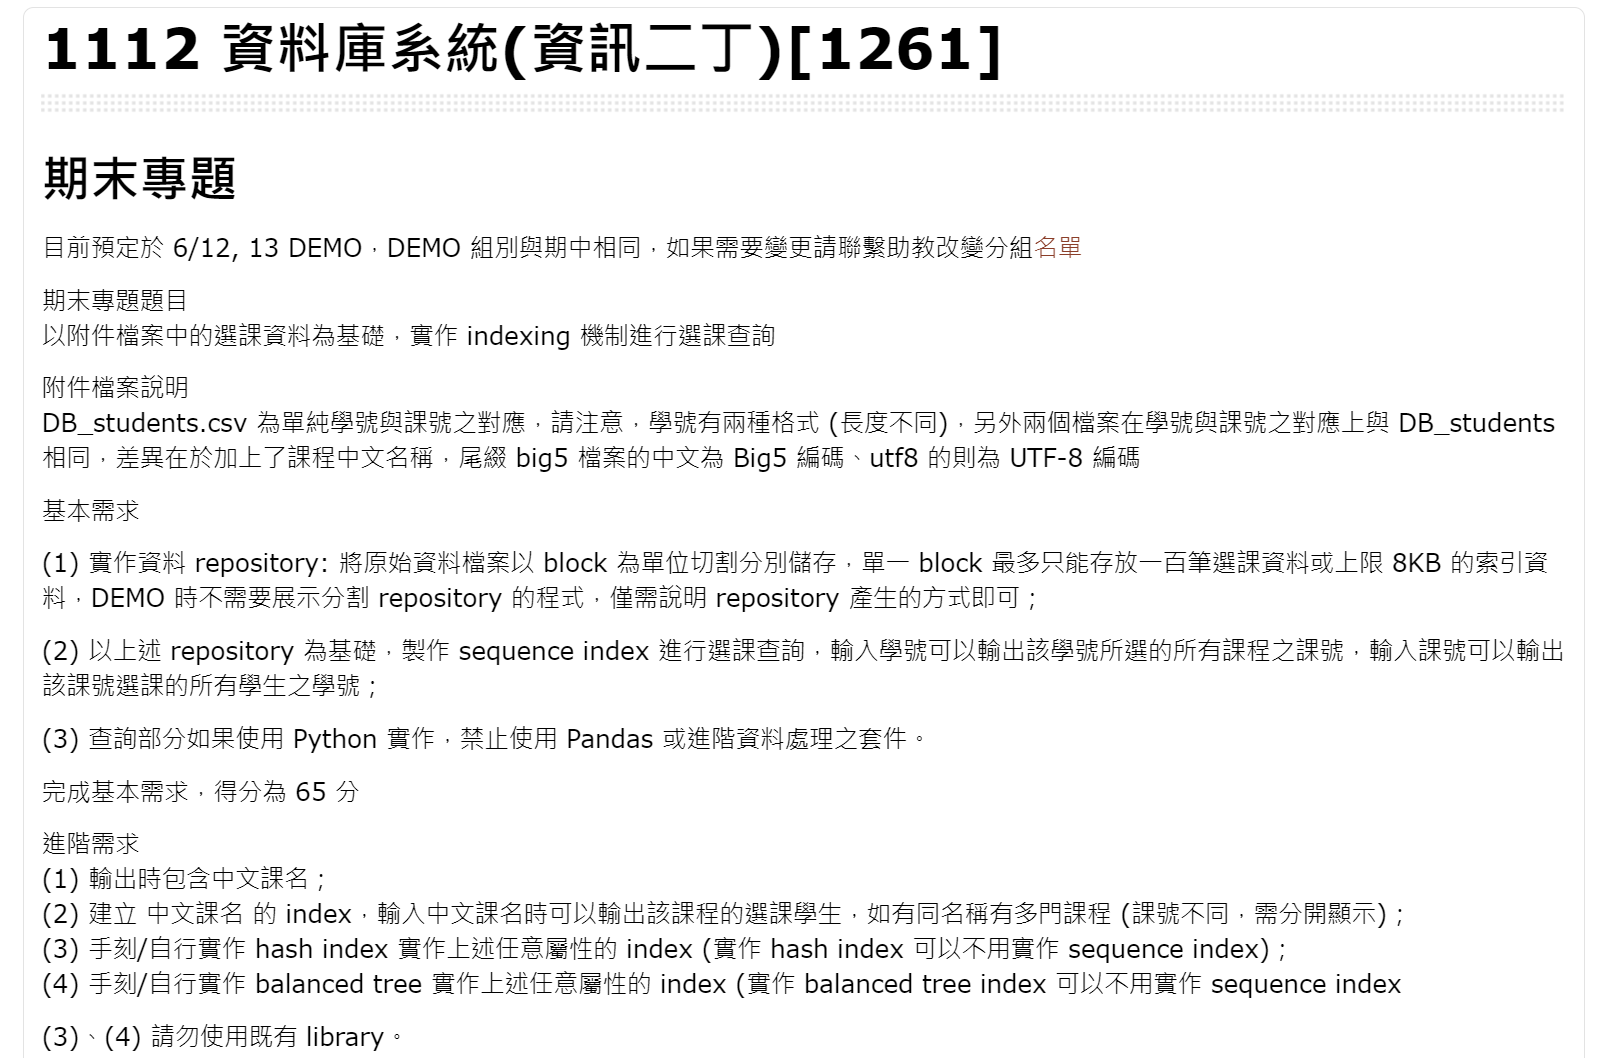 1112 資料庫系統(資訊二丁)[1261]
期末專題
目前預定於 6/12, 13 DEMO，DEMO 組別與期中相同，如果需要變更請聯繫助教改變分組名單
期末專題題目
以附件檔案中的選課資料為基礎，實作 indexing 機制進行選課查詢
附件檔案說明
DB_students.csv 為單純學號與課號之對應，請注意，學號有兩種格式 (長度不同)，另外兩個檔案在學號與課號之對應上與 DB_students
相同，差異在於加上了課程中文名稱，尾綴 big5 檔案的中文為 Big5 編碼、utf8 的則為 UTF-8 編碼
基本需求
(1) 實作資料 repository: 將原始資料檔案以 block 為單位切割分別儲存，單一 block 最多只能存放一百筆選課資料或上限 8KB 的索引資
料，DEMO 時不需要展示分割 repository 的程式，僅需說明 repository 產生的方式即可；
(2) 以上述 repository 為基礎，製作 sequence index 進行選課查詢，輸入學號可以輸出該學號所選的所有課程之課號，輸入課號可以輸出
該課號選課的所有學生之學號；
(3) 查詢部分如果使用 Python 實作，禁止使用 Pandas 或進階資料處理之套件。
完成基本需求，得分為 65 分
進階需求
(1) 輸出時包含中文課名；
(2) 建立 中文課名 的 index，輸入中文課名時可以輸出該課程的選課學生，如有同名稱有多門課程 (課號不同，需分開顯示)；
(3) 手刻/自行實作 hash index 實作上述任意屬性的 index (實作 hash index 可以不用實作 sequence index)；
(4) 手刻/自行實作 balanced tree 實作上述任意屬性的 index (實作 balanced tree index 可以不用實作 sequence index
(3)、(4) 請勿使用既有 library。